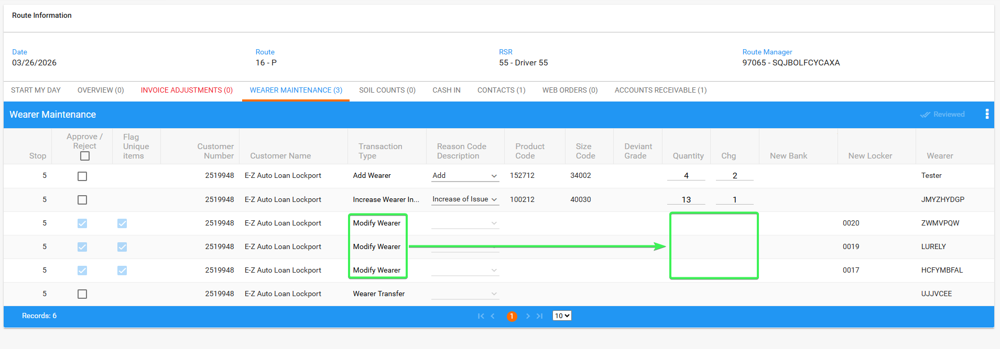 Route Information
Date Route RSR Route Manager
03/26/2026 16 - P 55 - Driver 55 97065 - SQJBOLFCYCAXA
START MY DAY OVERVIEW (0) INVOICE ADJUSTMENTS (0) WEARER MAINTENANCE (3) SOIL COUNTS (0) CASH IN CONTACTS (1) WEB ORDERS (0) ACCOUNTS RECEIVABLE (1)
Wearer Maintenance Reviewed
Stop Approve / Reject Flag Unique items Customer Number Customer Name Transaction Type Reason Code Description Product Code Size Code Deviant Grade Quantity Chg New Bank New Locker Wearer
5 2519948 E-Z Auto Loan Lockport Add Wearer Add 152712 34002 4 2 Tester
5 2519948 E-Z Auto Loan Lockport Increase Wearer In... Increase of Issue 100212 40030 13 1 JMYZHYDGP
5 2519948 E-Z Auto Loan Lockport Modify Wearer 0020 ZWMVPQW
5 2519948 E-Z Auto Loan Lockport Modify Wearer 0019 LURELY
5 2519948 E-Z Auto Loan Lockport Modify Wearer 0017 HCFYMBFAL
5 2519948 E-Z Auto Loan Lockport Wearer Transfer UJJVCEE
Records: 6 1 10